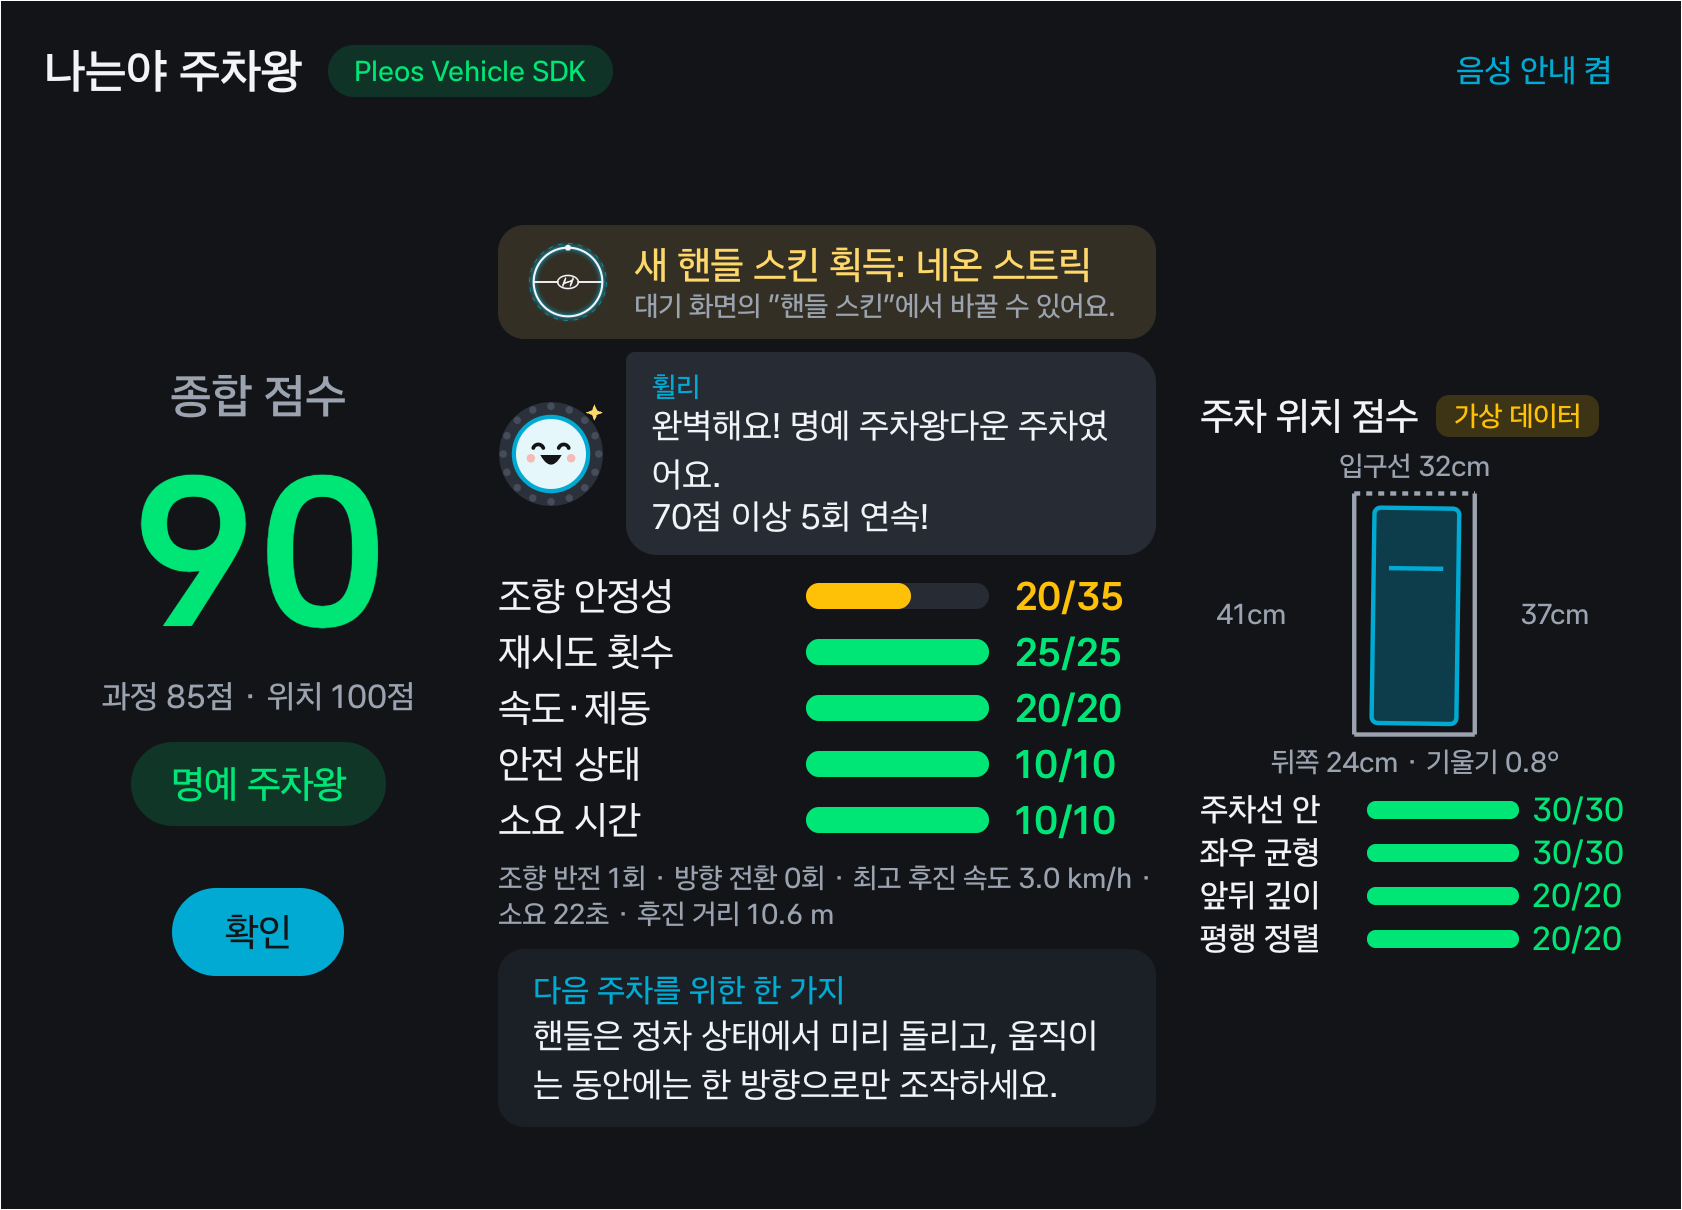 나는야 주차왕
Pleos Vehicle SDK
음성 안내 켬
종합 점수
90
과정 85점 · 위치 100점
명예 주차왕
확인
새 핸들 스킨 획득: 네온 스트릭
대기 화면의 "핸들 스킨"에서 바꿀 수 있어요.
휠리
완벽해요! 명예 주차왕다운 주차였
어요.
70점 이상 5회 연속!
조향 안정성 20/35
재시도 횟수 25/25
속도·제동 20/20
안전 상태 10/10
소요 시간 10/10
조향 반전 1회 · 방향 전환 0회 · 최고 후진 속도 3.0 km/h ·
소요 22초 · 후진 거리 10.6 m
다음 주차를 위한 한 가지
핸들은 정차 상태에서 미리 돌리고, 움직이
는 동안에는 한 방향으로만 조작하세요.
주차 위치 점수
가상 데이터
입구선 32cm
41cm
37cm
뒤쪽 24cm · 기울기 0.8°
주차선 안 30/30
좌우 균형 30/30
앞뒤 깊이 20/20
평행 정렬 20/20